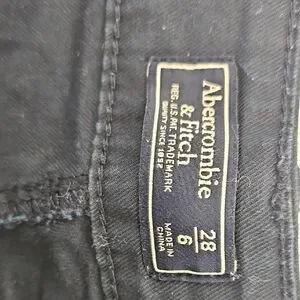 Abercrombie
& Fitch
REG. U.S. PAT. TRADEMARK
QUALITY SINCE 1892
28
6
MADE IN
CHINA